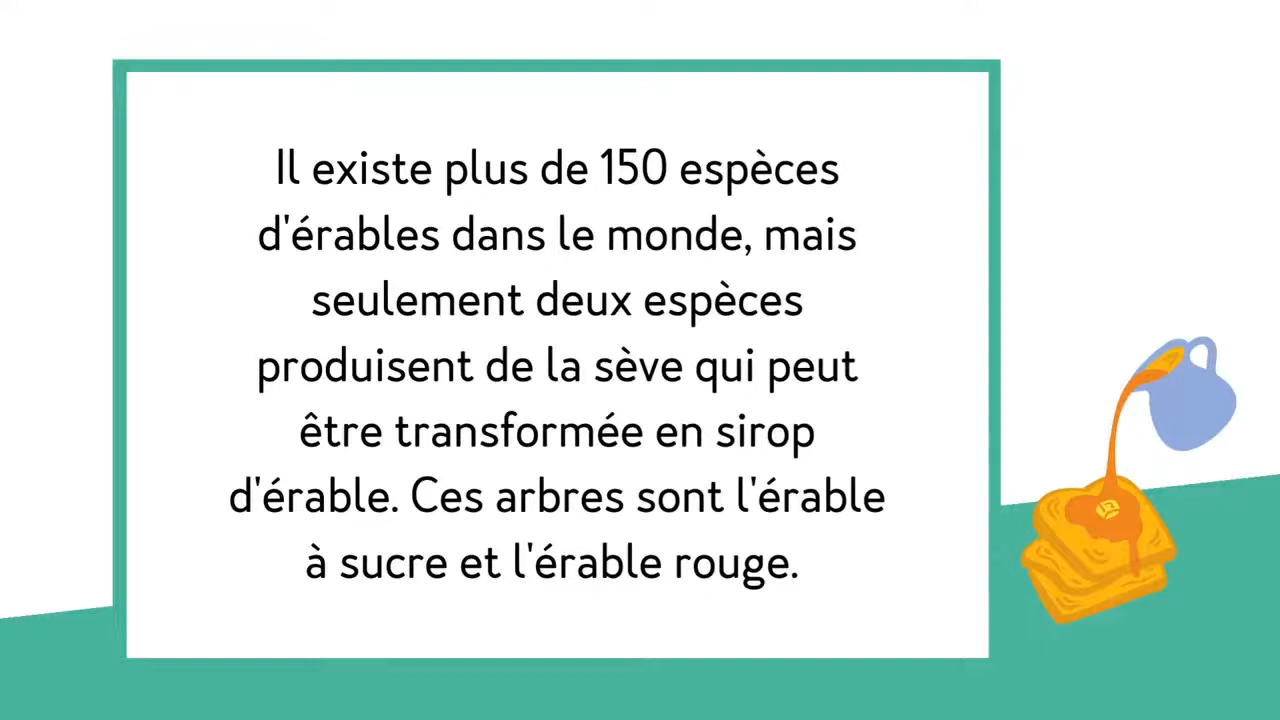 Il existe plus de 150 espèces
d'érables dans le monde, mais
seulement deux espèces
produisent de la sève qui peut
être transformée en sirop
d'érable. Ces arbres sont l'érable
à sucre et l'érable rouge.